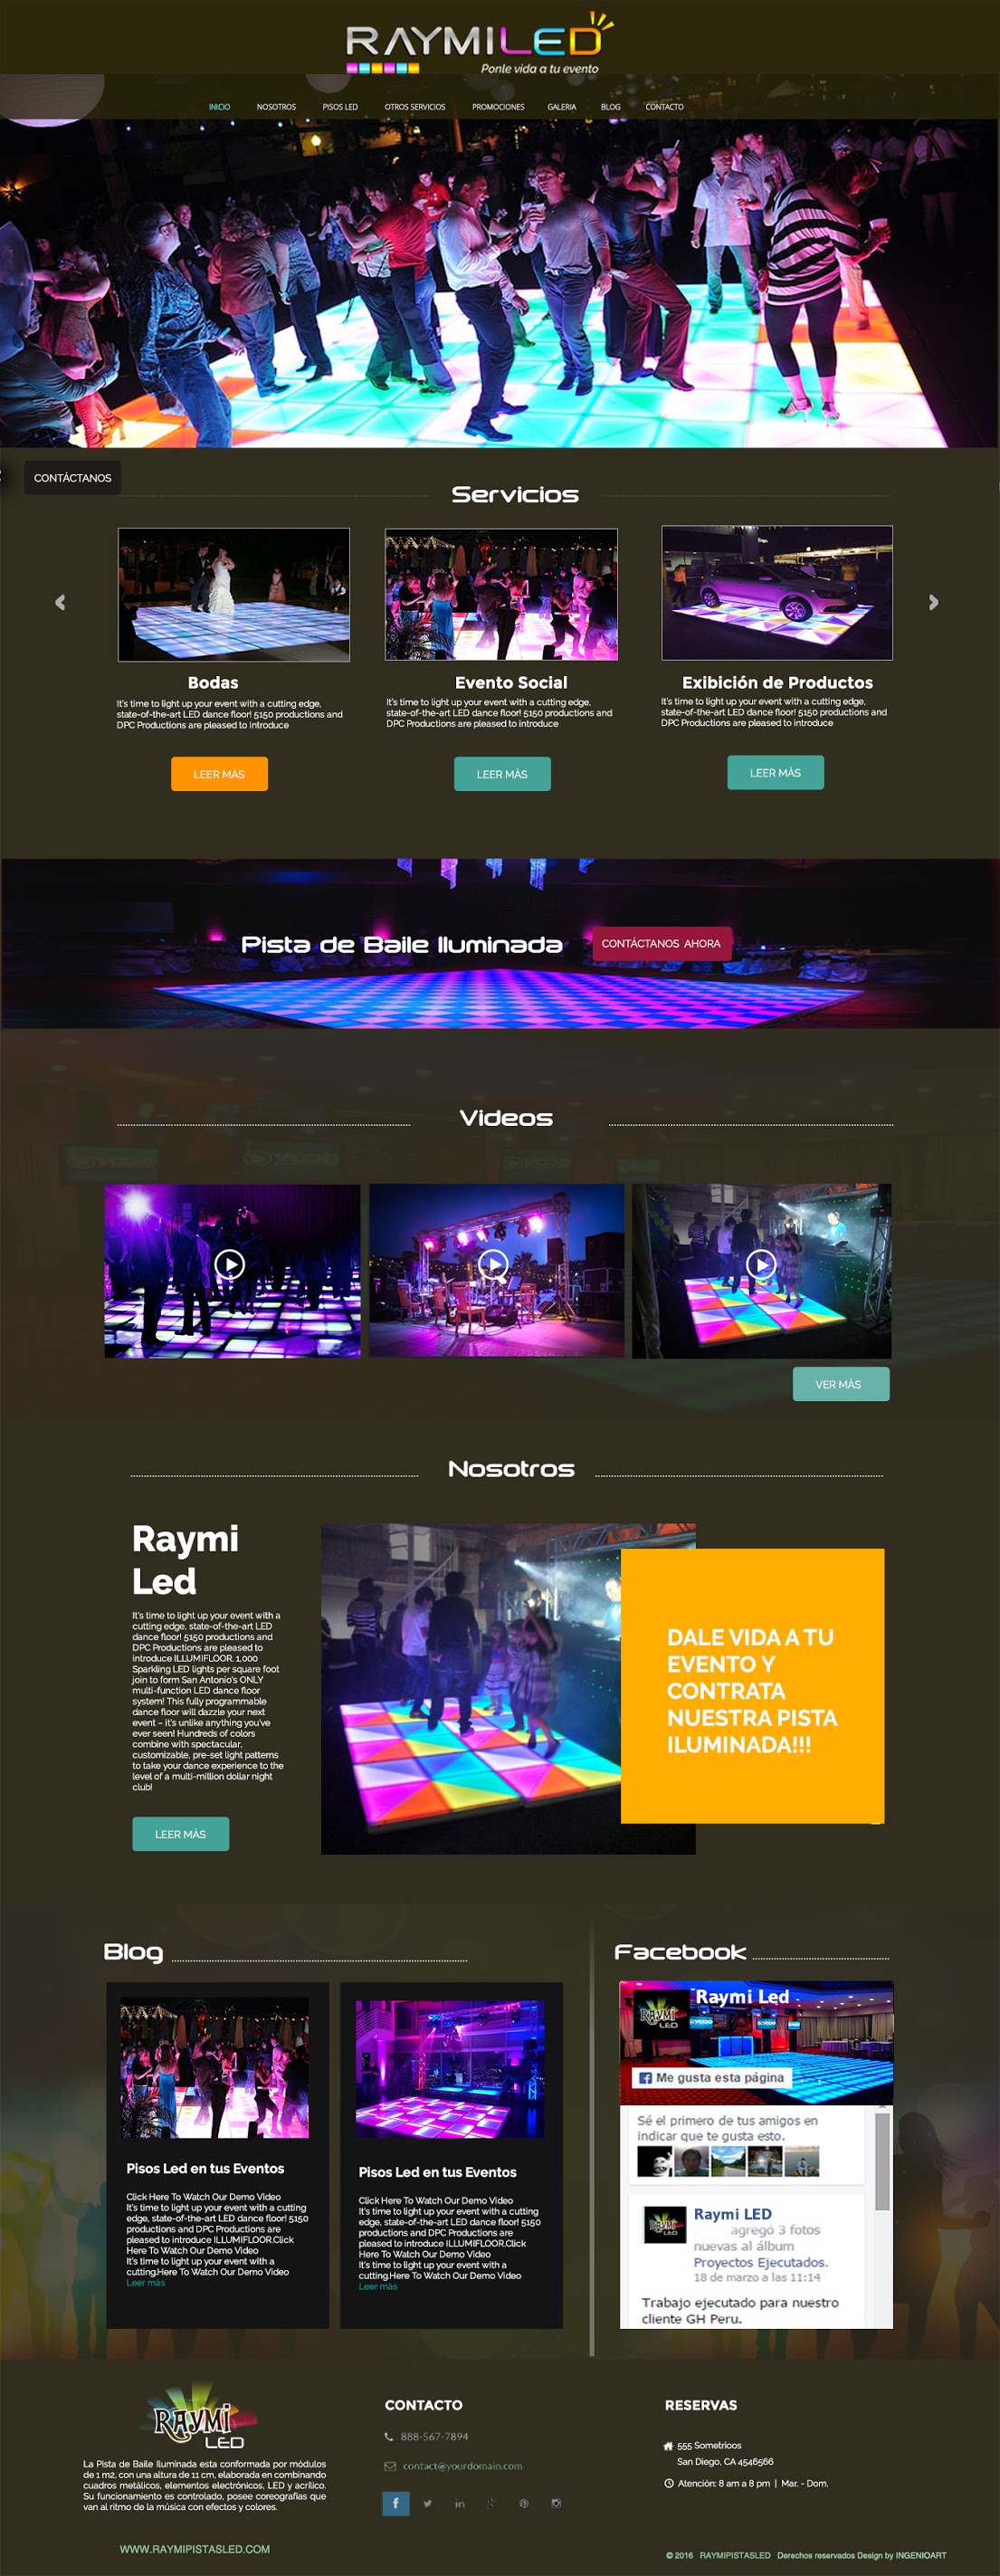 RAYMILED
Ponle vida a tu evento
INICIO NOSOTROS PISOS LED OTROS SERVICIOS PROMOCIONES GALERIA BLOG CONTACTO
CONTÁCTANOS
Servicios
Bodas
It's time to light up your event with a cutting edge,
state-of-the-art LED dance floor! 5150 productions and
DPC Productions are pleased to introduce
LEER MÀS
Evento Social
It's time to light up your event with a cutting edge,
state-of-the-art LED dance floor! 5150 productions and
DPC Productions are pleased to introduce
LEER MÀS
Exibición de Productos
It's time to light up your event with a cutting edge,
state-of-the-art LED dance floor! 5150 productions and
DPC Productions are pleased to introduce
LEER MÀS
Pista de Baile Iluminada
CONTÁCTANOS AHORA
Videos
VER MÀS
Nosotros
Raymi
Led
It's time to light up your event with a
cutting edge, state-of-the-art LED
dance floor! 5150 productions and
DPC Productions are pleased to
introduce ILLUMIFLOOR. 1,000
Sparkling LED lights per square foot
join to form San Antonio's ONLY
multi-function LED dance floor
system! This fully programmable
dance floor will dazzle your next
event – it's unlike anything you've
ever seen! Hundreds of colors
combine with spectacular,
customizable, pre-set light patterns
to take your dance experience to the
level of a multi-million dollar night
club!
LEER MÀS
DALE VIDA A TU
EVENTO Y
CONTRATA
NUESTRA PISTA
ILUMINADA!!!
Blog
Pisos Led en tus Eventos
Click Here To Watch Our Demo Video
It's time to light up your event with a cutting
edge, state-of-the-art LED dance floor! 5150
productions and DPC Productions are
pleased to introduce ILLUMIFLOOR.Click
Here To Watch Our Demo Video
It's time to light up your event with a
cutting.Here To Watch Our Demo Video
Leer más
Pisos Led en tus Eventos
Click Here To Watch Our Demo Video
It's time to light up your event with a cutting
edge, state-of-the-art LED dance floor! 5150
productions and DPC Productions are
pleased to introduce ILLUMIFLOOR.Click
Here To Watch Our Demo Video
It's time to light up your event with a
cutting.Here To Watch Our Demo Video
Leer más
Facebook
Raymi Led
RAYMI
LED
Me gusta esta página
Sé el primero de tus amigos en
indicar que te gusta esto.
Raymi LED
agregó 3 fotos
nuevas al álbum
Proyectos Ejecutados.
18 de marzo a las 11:14
Trabajo ejecutado para nuestro
cliente GH Peru.
RAYMI
LED
La Pista de Baile Iluminada esta conformada por módulos
de 1 m2, con una altura de 11 cm, elaborada en combinando
cuadros metálicos, elementos electrónicos, LED y acrílico.
Su funcionamiento es controlado, posee coreografías que
van al ritmo de la música con efectos y colores.
WWW.RAYMIPISTASLED.COM
CONTACTO
888-567-7894
contact@yourdomain.com
RESERVAS
555 Sometricos
San Diego, CA 4546566
Atención: 8 am a 8 pm | Mar. - Dom.
© 2016 RAYMIPISTASLED Derechos reservados Design by INGENIOART